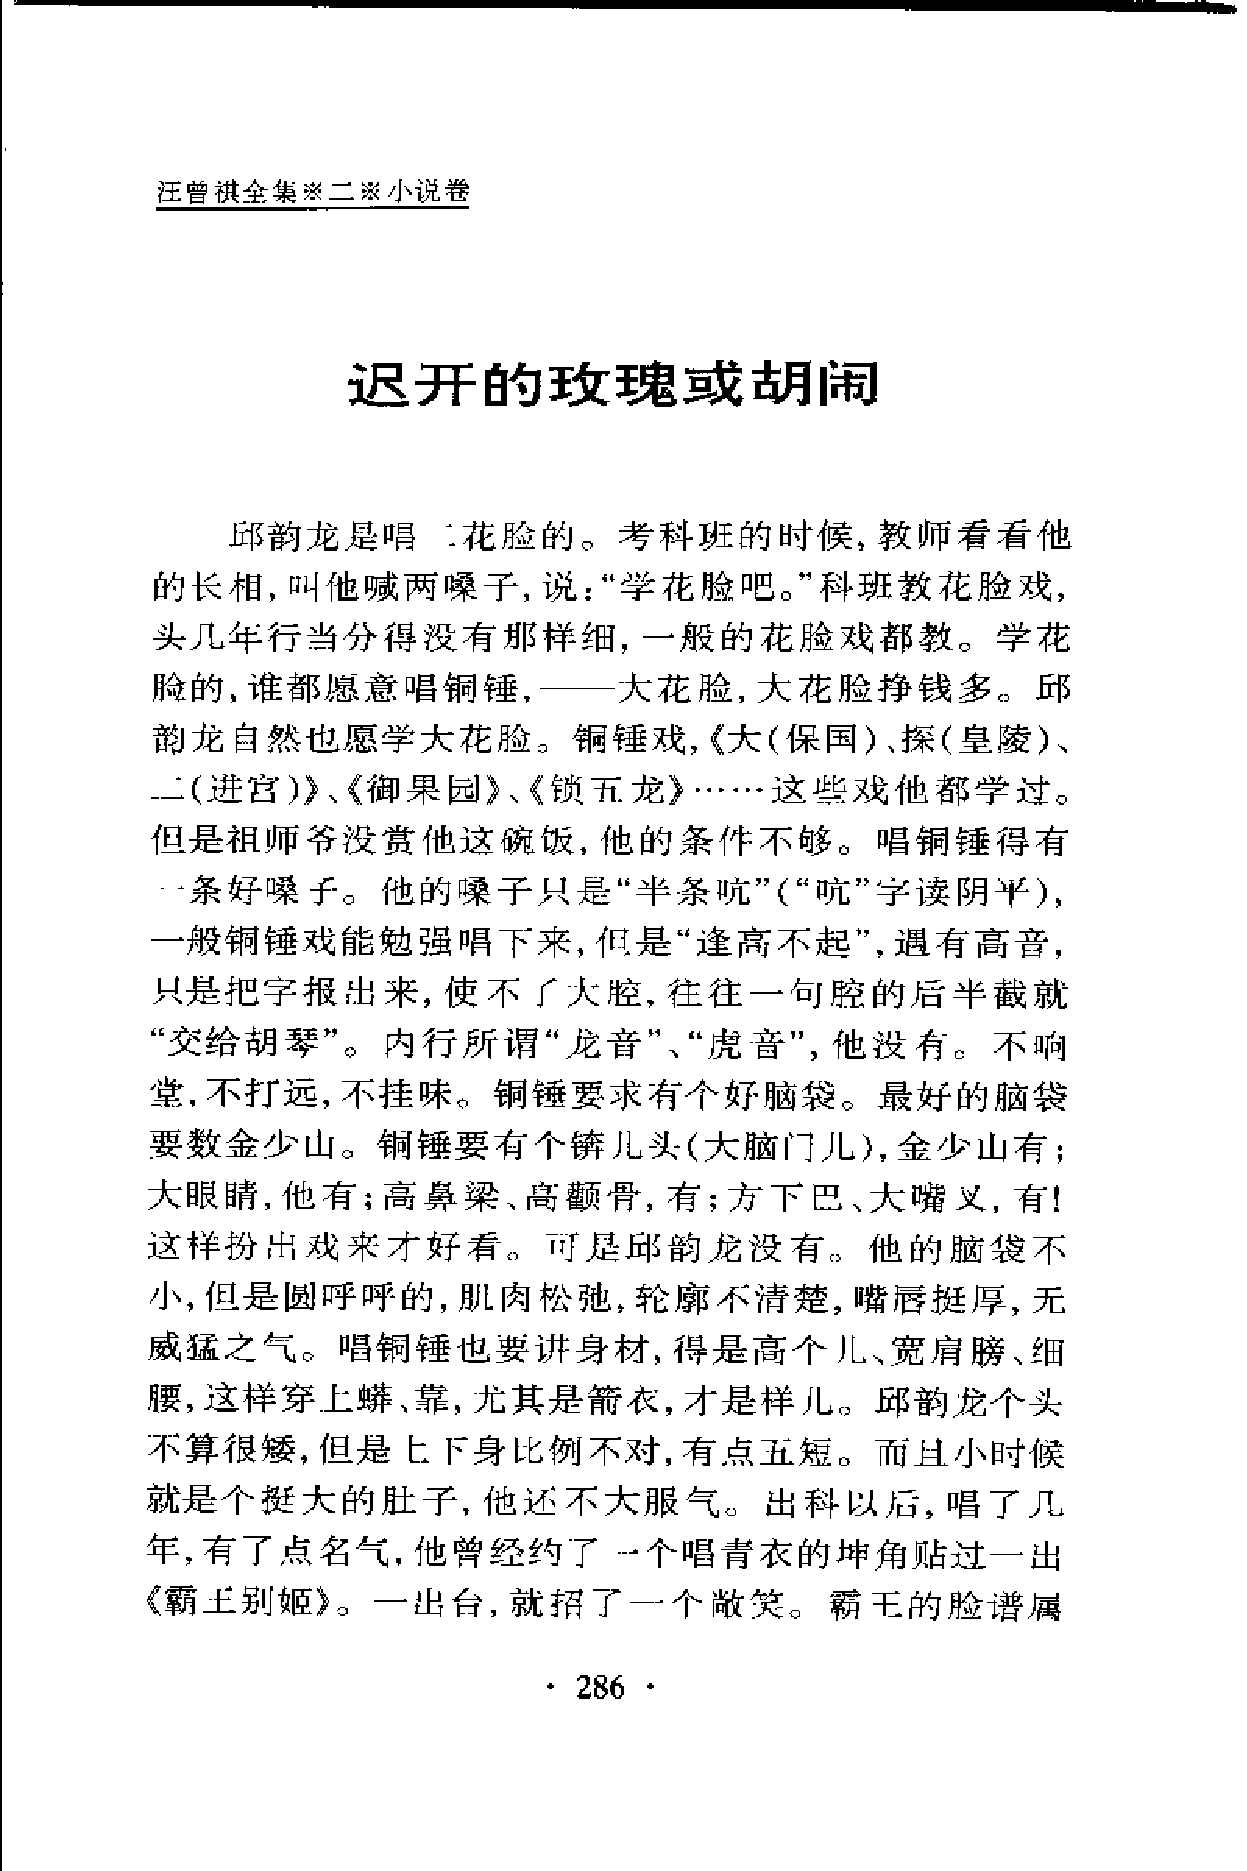 汪曾祺全集※二※小说卷
迟开的玫瑰或胡闹
邱韵龙是唱二花脸的。考科班的时候,教师看看他
的长相,叫他喊两嗓子,说:“学花脸吧。”科班教花脸戏,
头几年行当分得没有那样细,一般的花脸戏都教。学花
脸的,谁都愿意唱铜锤,——大花脸,大花脸挣钱多。邱
韵龙自然也愿学大花脸。铜锤戏,《大(保国)、探(皇陵)、
二(进宫)》、《御果园》、《锁五龙》……这些戏他都学过。
但是祖师爷没赏他这碗饭,他的条件不够。唱铜锤得有
一条好嗓子。他的嗓子只是“半条吭”(“吭”字读阴平),
一般铜锤戏能勉强唱下来,但是“逢高不起”,遇有高音,
只是把字报出来,使不了大腔,往往一句腔的后半截就
“交给胡琴”。内行所谓“龙音”、“虎音”,他没有。不响
堂,不打远,不挂味。铜锤要求有个好脑袋。最好的脑袋
要数金少山。铜锤要有个锛儿头(大脑门儿),金少山有;
大眼睛,他有;高鼻梁、高颧骨,有;方下巴、大嘴叉,有!
这样扮出戏来才好看。可是邱韵龙没有。他的脑袋不
小,但是圆呼呼的,肌肉松弛,轮廓不清楚,嘴唇挺厚,无
威猛之气。唱铜锤也要讲身材,得是高个儿、宽肩膀、细
腰,这样穿上蟒、靠,尤其是箭衣,才是样儿。邱韵龙个头
不算很矮,但是上下身比例不对,有点五短。而且小时候
就是个挺大的肚子,他还不大服气。出科以后,唱了几
年,有了点名气,他曾经约了一个唱青衣的坤角贴过一出
《霸王别姬》。一出台,就招了一个敞笑。霸王的脸谱属
· 286 ·